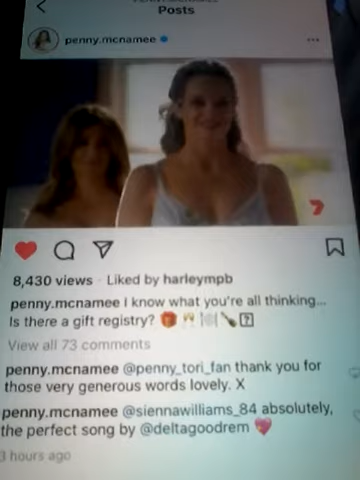 Posts
penny.mcnamee
7
8,430 views · Liked by harleympb
penny.mcnamee I know what you're all thinking...
Is there a gift registry? 🎁🥂🍽️🍾⍰
View all 73 comments
penny.mcnamee @penny_tori_fan thank you for
those very generous words lovely. X
penny.mcnamee @siennawilliams_84 absolutely,
the perfect song by @deltagoodrem 💖
3 hours ago